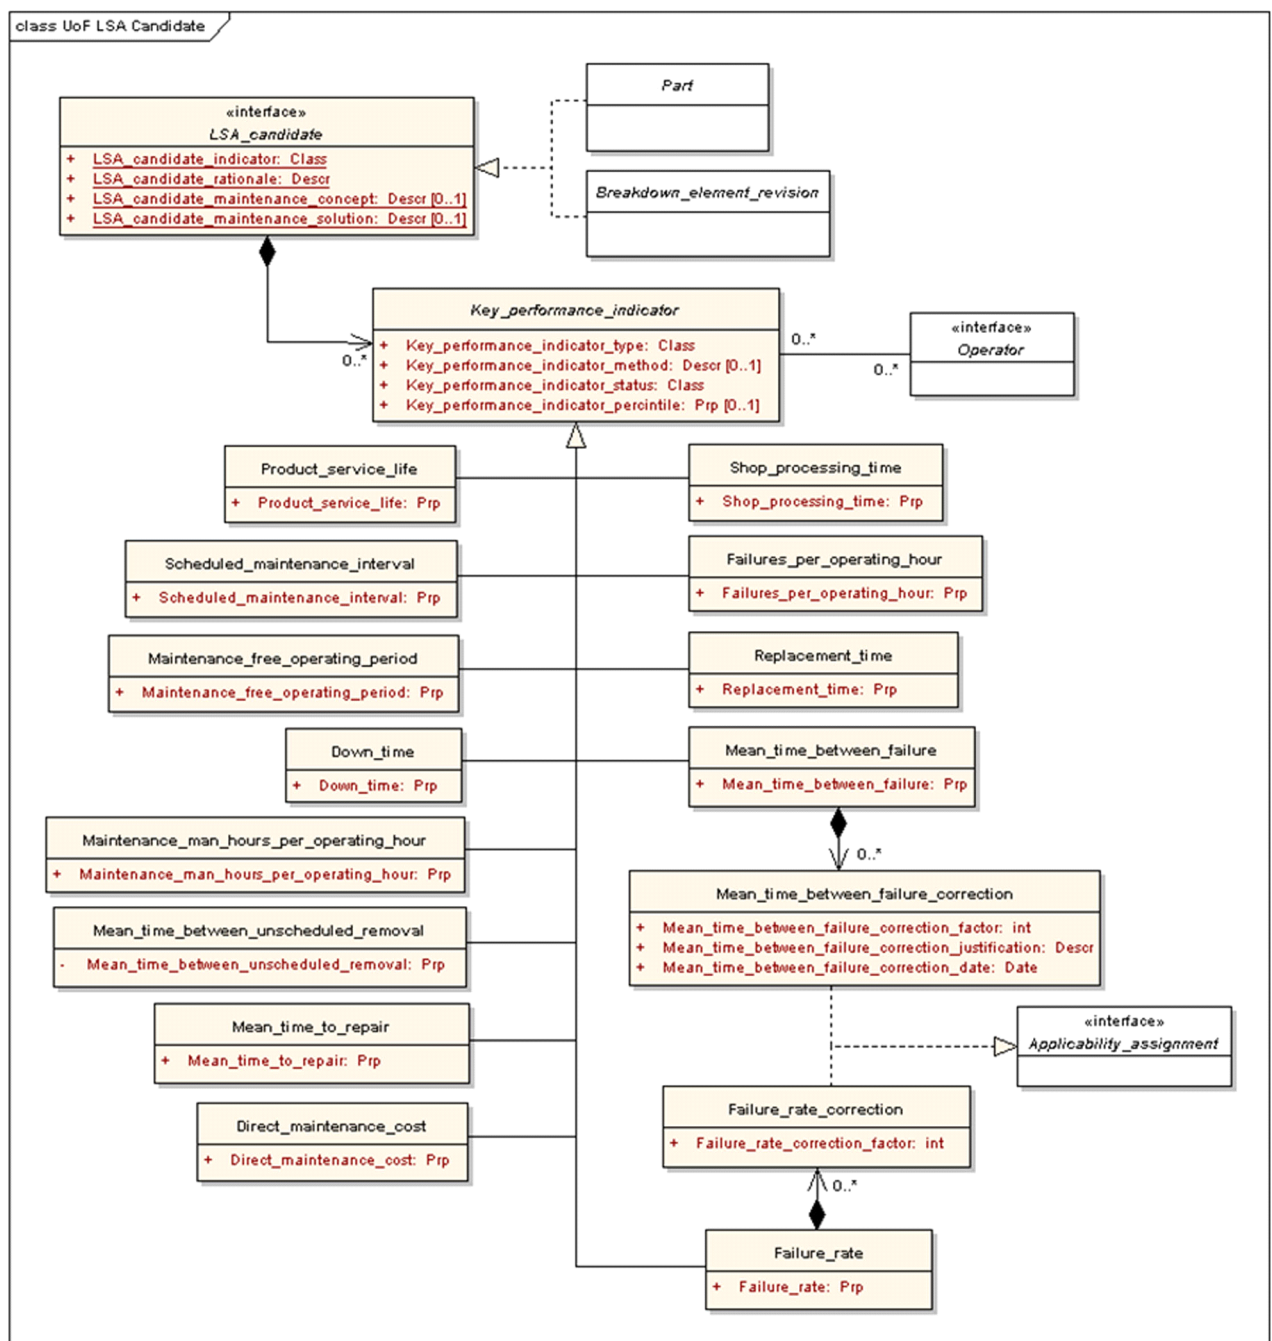 class UoF LSA Candidate
«interface»
LSA_candidate
+ LSA_candidate_indicator: Class
+ LSA_candidate_rationale: Descr
+ LSA_candidate_maintenance_concept: Descr [0..1]
+ LSA_candidate_maintenance_solution: Descr [0..1]
Part
Breakdown_element_revision
0..*
Key_performance_indicator
+ Key_performance_indicator_type: Class
+ Key_performance_indicator_method: Descr [0..1]
+ Key_performance_indicator_status: Class
+ Key_performance_indicator_percintile: Prp [0..1]
0..*
0..*
«interface»
Operator
Product_service_life
+ Product_service_life: Prp
Shop_processing_time
+ Shop_processing_time: Prp
Scheduled_maintenance_interval
+ Scheduled_maintenance_interval: Prp
Failures_per_operating_hour
+ Failures_per_operating_hour: Prp
Maintenance_free_operating_period
+ Maintenance_free_operating_period: Prp
Replacement_time
+ Replacement_time: Prp
Down_time
+ Down_time: Prp
Mean_time_between_failure
+ Mean_time_between_failure: Prp
0..*
Maintenance_man_hours_per_operating_hour
+ Maintenance_man_hours_per_operating_hour: Prp
Mean_time_between_failure_correction
+ Mean_time_between_failure_correction_factor: int
+ Mean_time_between_failure_correction_justification: Descr
+ Mean_time_between_failure_correction_date: Date
Mean_time_between_unscheduled_removal
- Mean_time_between_unscheduled_removal: Prp
Mean_time_to_repair
+ Mean_time_to_repair: Prp
«interface»
Applicability_assignment
Direct_maintenance_cost
+ Direct_maintenance_cost: Prp
Failure_rate_correction
+ Failure_rate_correction_factor: int
0..*
Failure_rate
+ Failure_rate: Prp